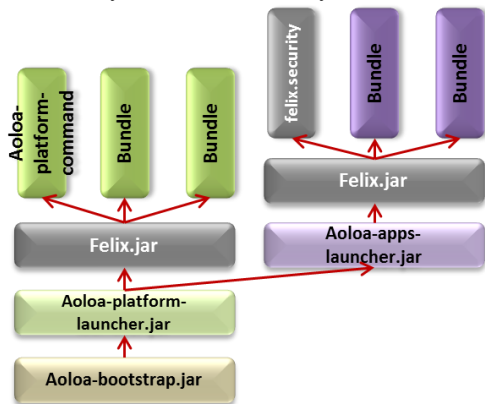 felix.security
Bundle
Bundle
Aoloa-
platform-
command
Bundle
Bundle
Felix.jar
Felix.jar
Aoloa-apps-
launcher.jar
Aoloa-platform-
launcher.jar
Aoloa-bootstrap.jar